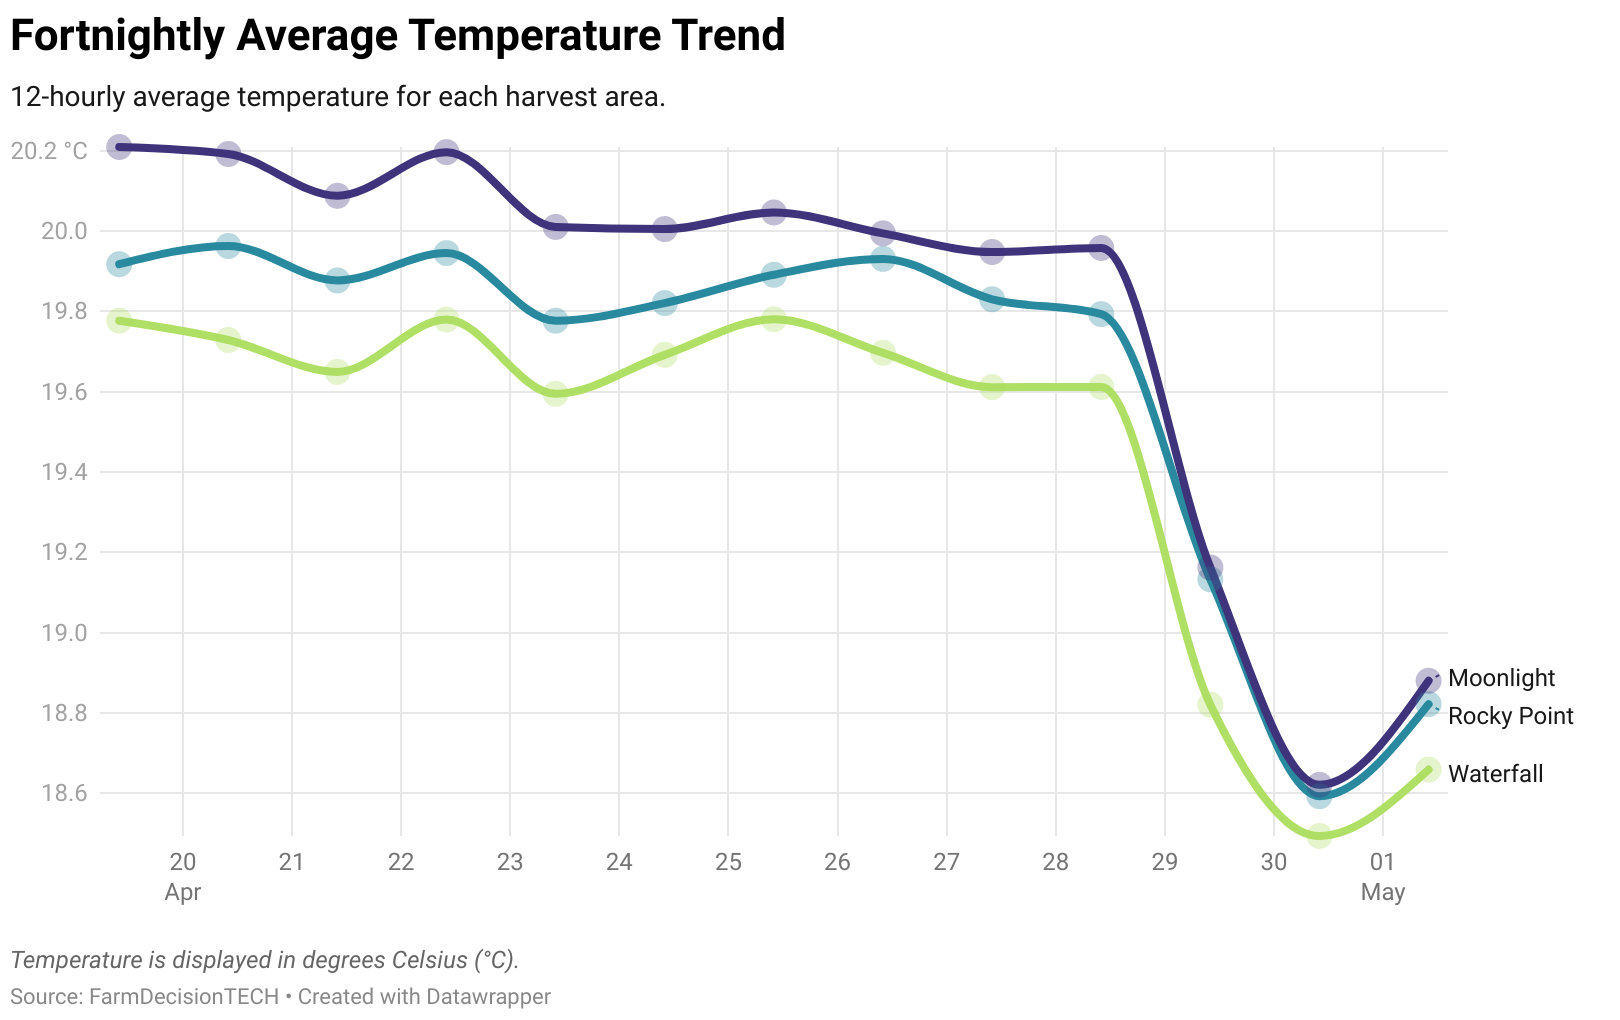 Fortnightly Average Temperature Trend
12-hourly average temperature for each harvest area.
20.2 °C
20.0
19.8
19.6
19.4
19.2
19.0
18.8
18.6
Moonlight
Rocky Point
Waterfall
20 21 22 23 24 25 26 27 28 29 30 01
Apr May
Temperature is displayed in degrees Celsius (°C).
Source: FarmDecisionTECH • Created with Datawrapper